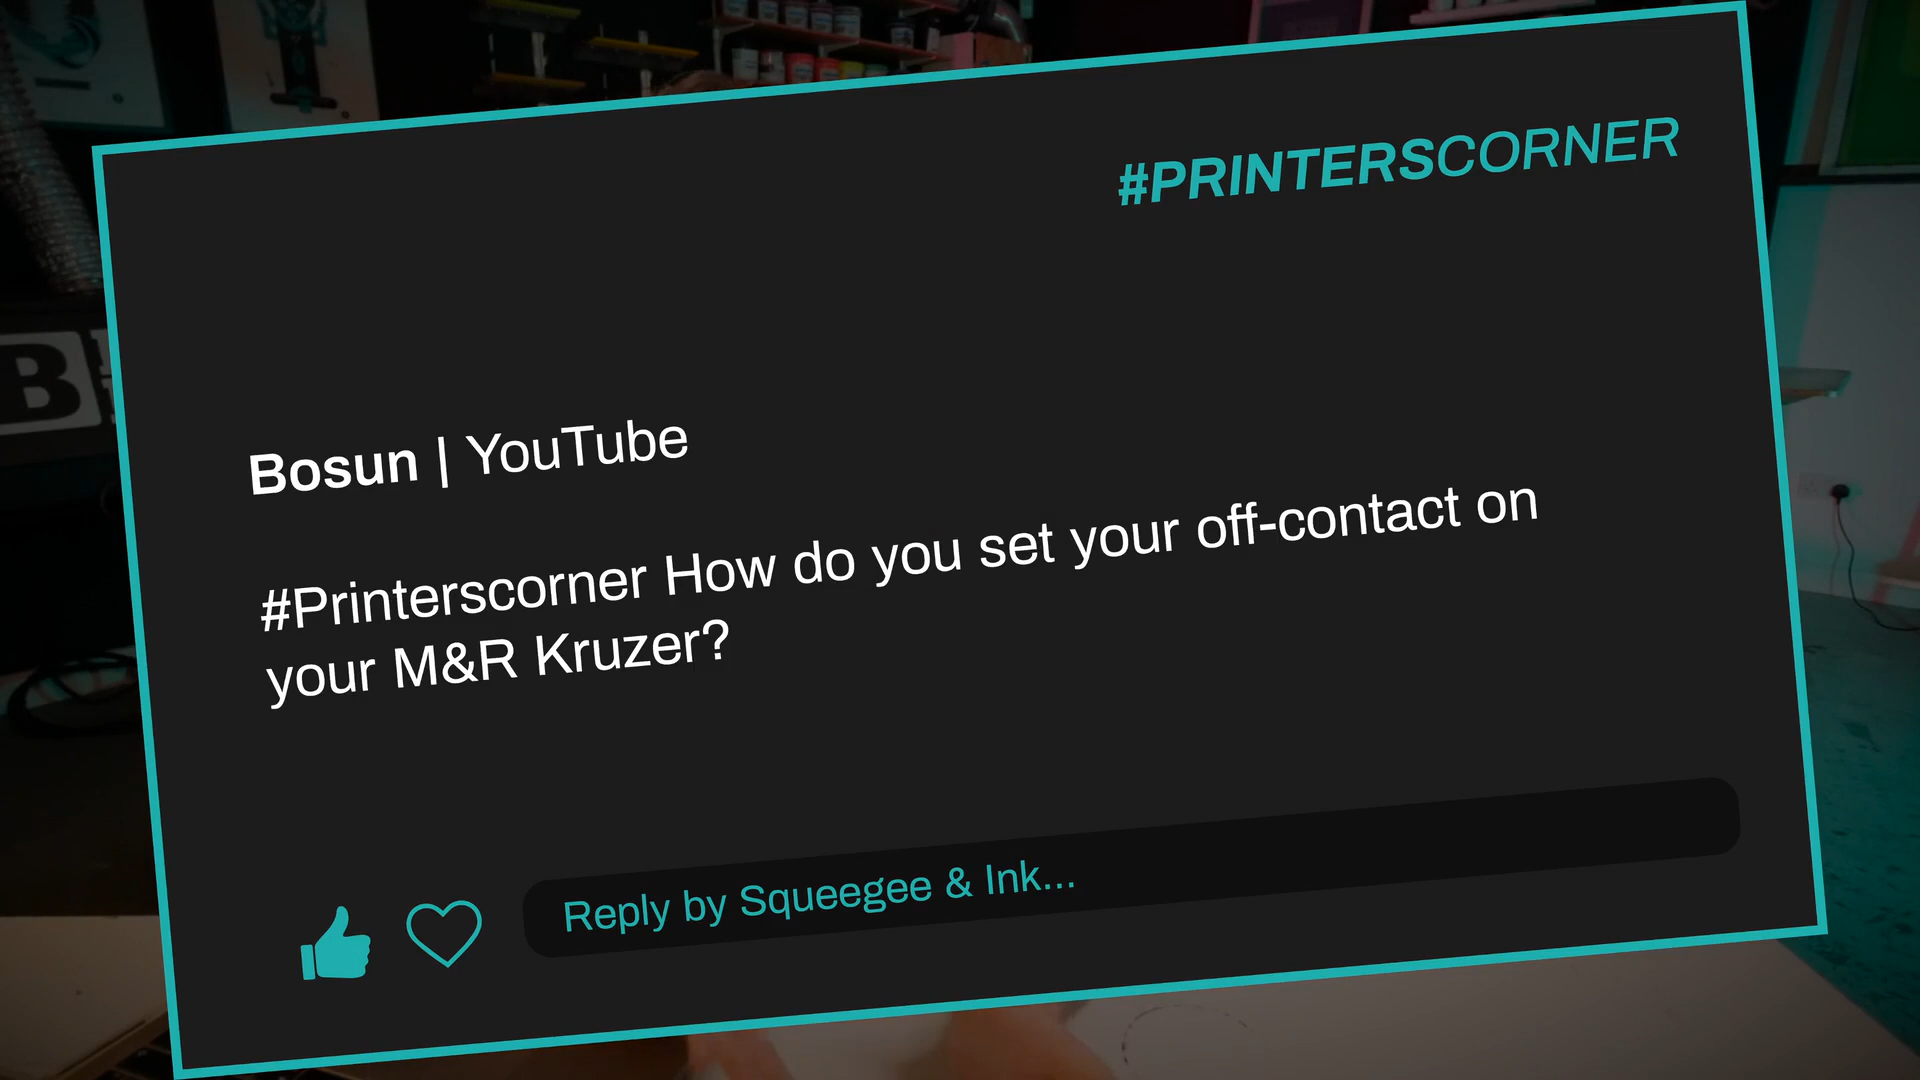 #PRINTERSCORNER
B
Bosun | YouTube
#Printerscorner How do you set your off-contact on
your M&R Kruzer?
Reply by Squeegee & Ink...